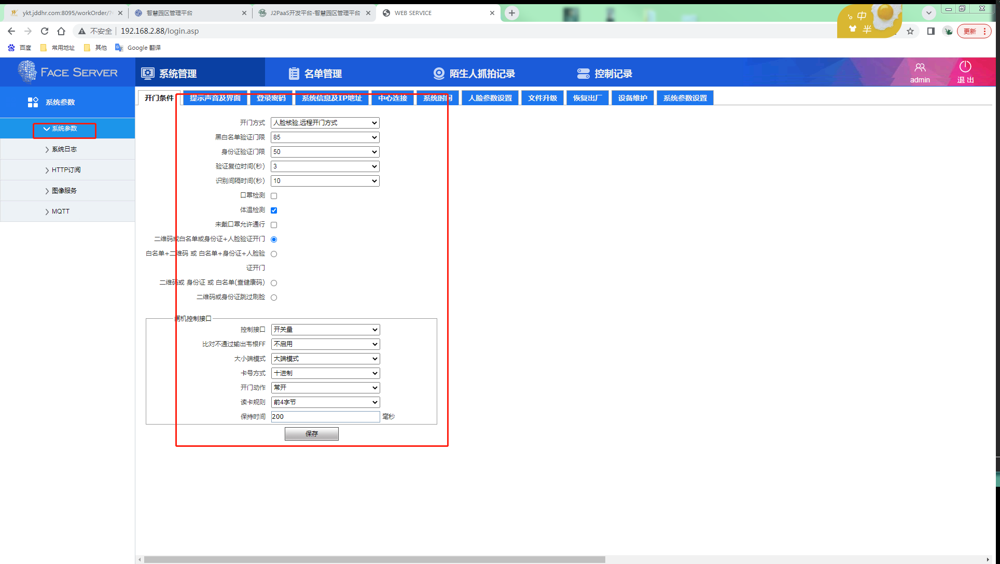 ykt.jddhr.com:8095/workOrder/?
智慧园区管理平台
J2PaaS开发平台-智慧园区管理平台
WEB SERVICE
中
半
不安全
192.168.2.88/login.asp
更新
百度
常用地址
其他
Google 翻译
FACE SERVER
系统管理
名单管理
陌生人抓拍记录
控制记录
admin
退 出
系统参数
系统参数
系统日志
HTTP订阅
图像服务
MQTT
开门条件
提示声音及界面
登录密码
系统信息及IP地址
中心连接
系统时间
人脸参数设置
文件升级
恢复出厂
设备维护
系统参数设置
开门方式 人脸核验,远程开门方式
黑白名单验证门限 85
身份证验证门限 50
验证复位时间(秒) 3
识别间隔时间(秒) 10
口罩检测
体温检测
未戴口罩允许通行
二维码或白名单或身份证+人脸验证开门
白名单+二维码 或 白名单+身份证+人脸验
证开门
二维码或 身份证 或 白名单(查健康码)
二维码或身份证跳过刷脸
闸机控制接口
控制接口 开关量
比对不通过输出韦根FF 不启用
大小端模式 大端模式
卡号方式 十进制
开门动作 常开
读卡规则 前4字节
保持时间 200 毫秒
保存